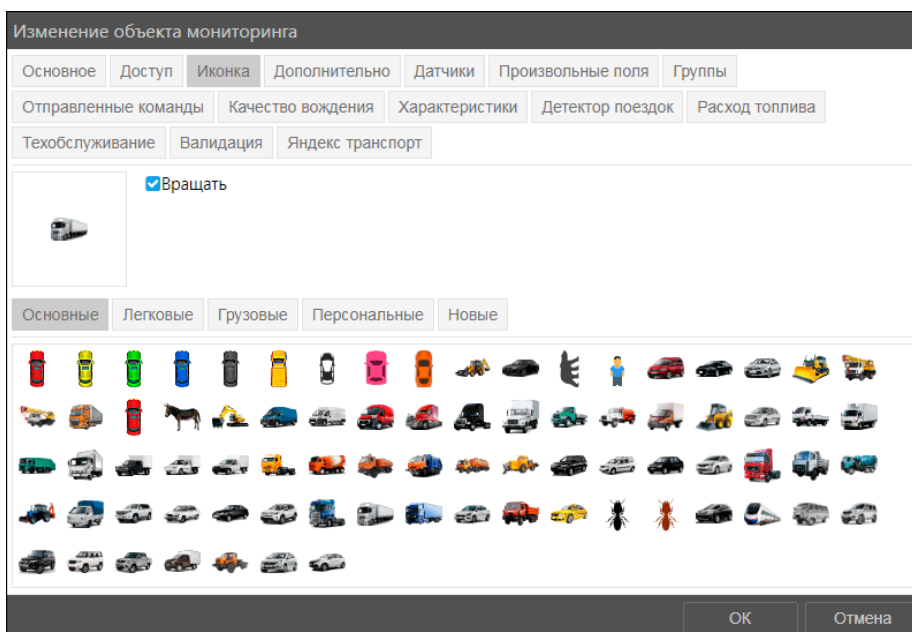 Изменение объекта мониторинга
Основное Доступ Иконка Дополнительно Датчики Произвольные поля Группы
Отправленные команды Качество вождения Характеристики Детектор поездок Расход топлива
Техобслуживание Валидация Яндекс транспорт
Вращать
Основные Легковые Грузовые Персональные Новые
ОК Отмена